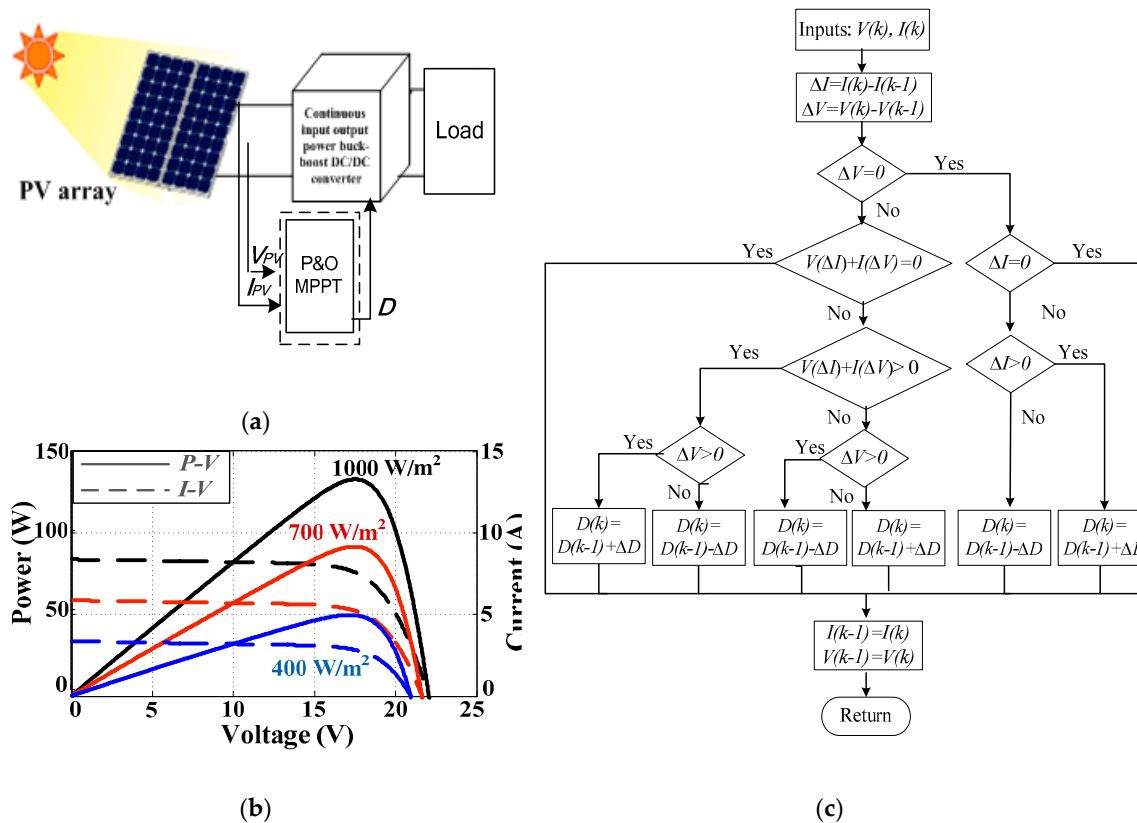 Continuous
input output
power buck-
boost DC/DC
converter
Load
PV array
VPV
IPV
P&O
MPPT
D
(a)
150
100
50
0
Power (W)
P-V
I-V
1000 W/m²
700 W/m²
400 W/m²
15
10
5
0
Current (A)
0 5 10 15 20 25
Voltage (V)
(b)
Inputs: V(k), I(k)
ΔI=I(k)-I(k-1)
ΔV=V(k)-V(k-1)
ΔV=0
Yes
No
V(ΔI)+I(ΔV)=0
Yes
No
ΔI=0
Yes
No
V(ΔI)+I(ΔV)> 0
Yes
No
ΔI>0
Yes
No
ΔV>0
Yes
No
ΔV>0
Yes
No
D(k)=
D(k-1)+ΔD
D(k)=
D(k-1)-ΔD
D(k)=
D(k-1)-ΔD
D(k)=
D(k-1)+ΔD
D(k)=
D(k-1)-ΔD
D(k)=
D(k-1)+ΔD
I(k-1)=I(k)
V(k-1)=V(k)
Return
(c)